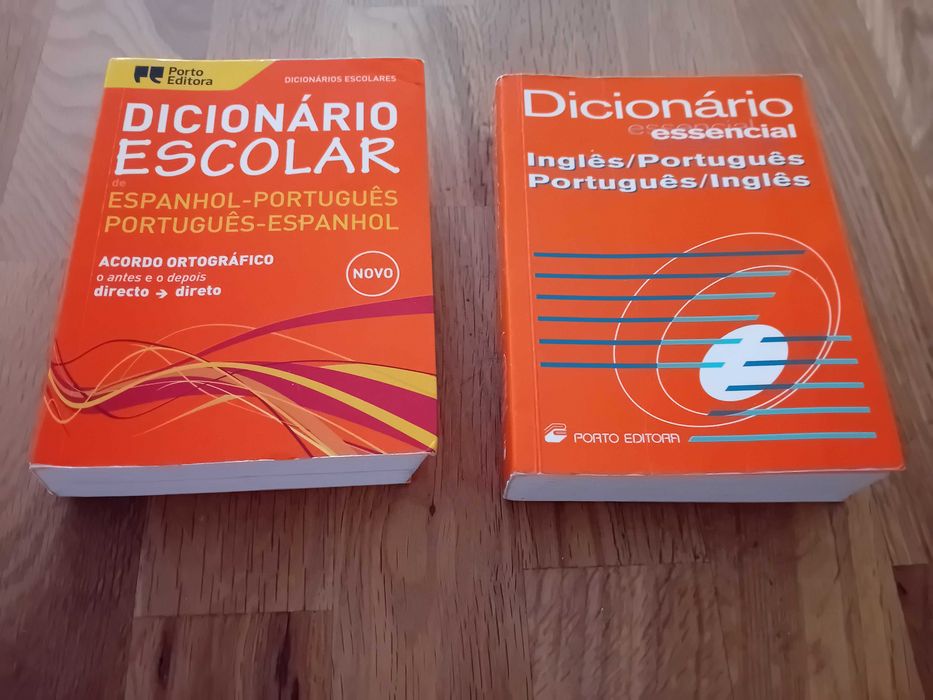 Porto
Editora
DICIONÁRIOS ESCOLARES
DICIONÁRIO
ESCOLAR
de
ESPANHOL-PORTUGUÊS
PORTUGUÊS-ESPANHOL
ACORDO ORTOGRÁFICO
o antes e o depois
directo → direto
NOVO
Dicionário
essencial
essencial
Inglês/Português
Português/Inglês
PORTO EDITORA